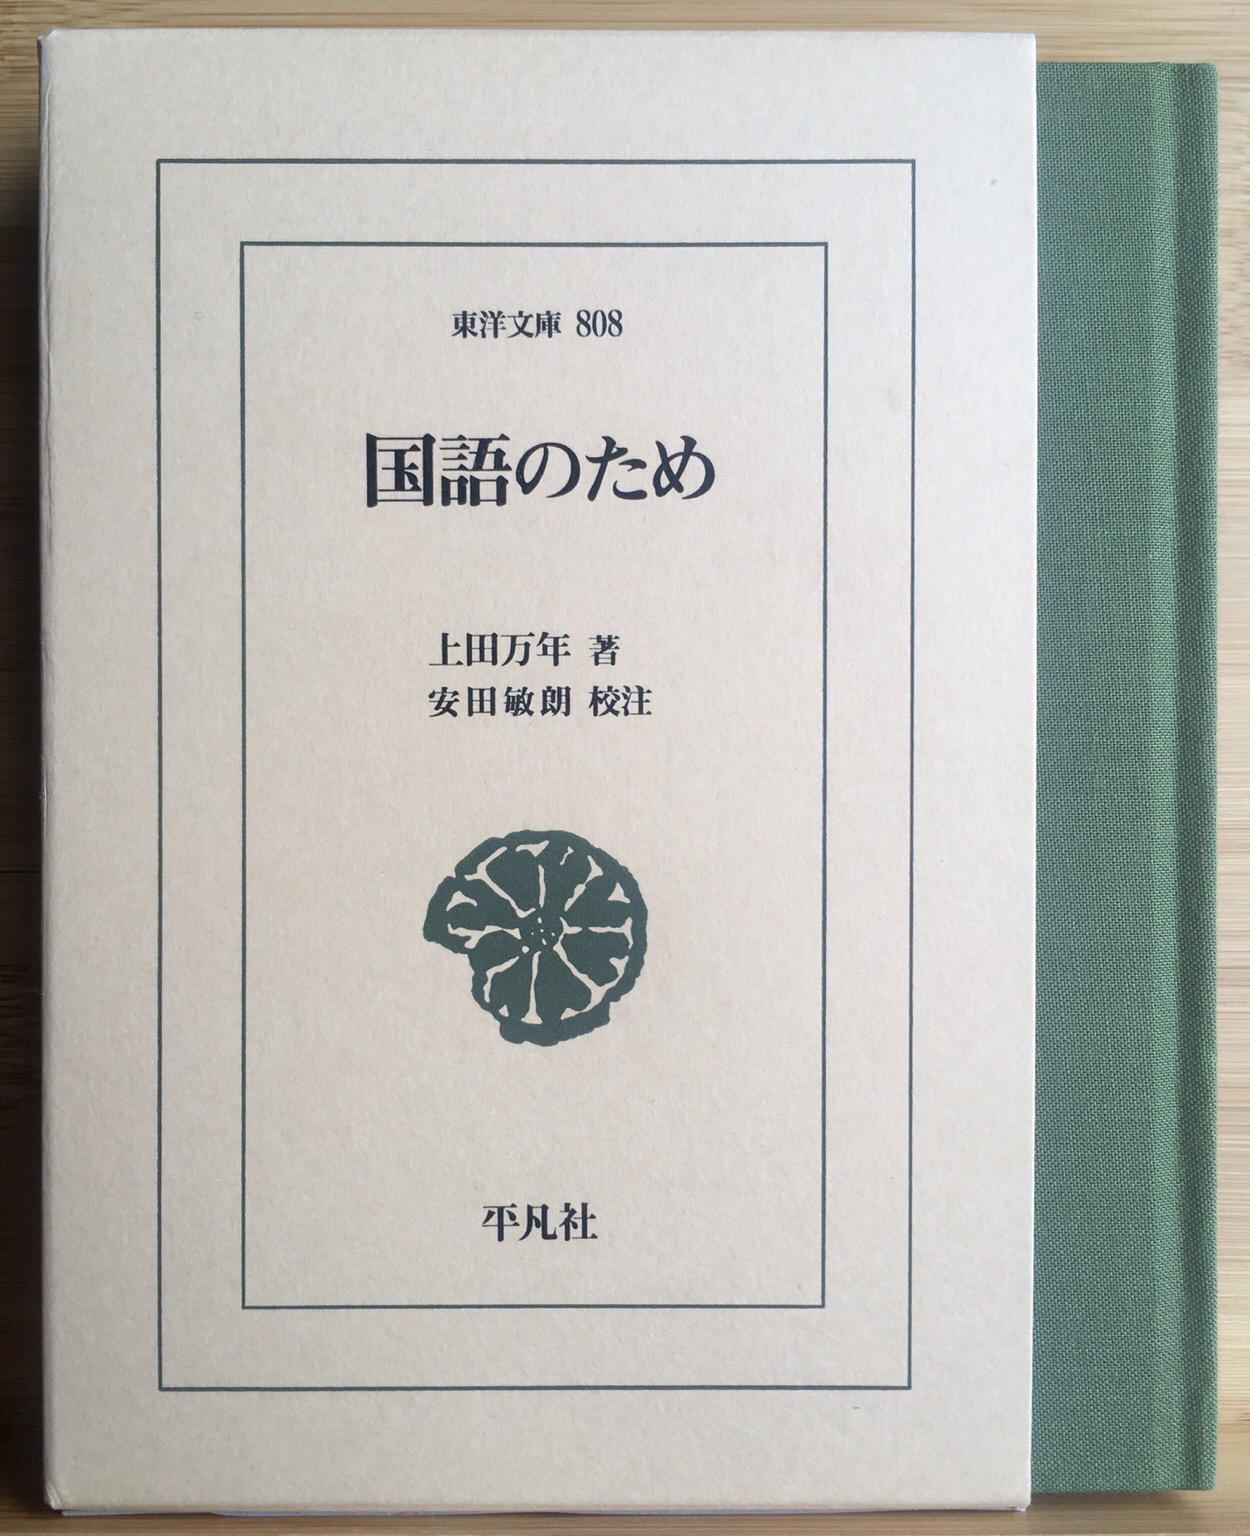 東洋文庫 808
国語のため
上田万年 著
安田敏朗 校注
平凡社